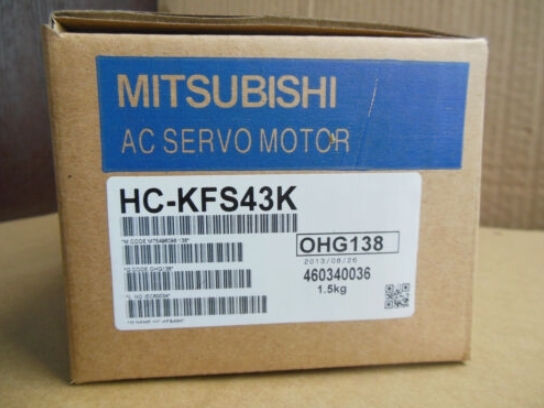 MITSUBISHI
AC SERVO MOTOR
HC-KFS43K
OHG138
2013/08/26
460340036
1.5kg